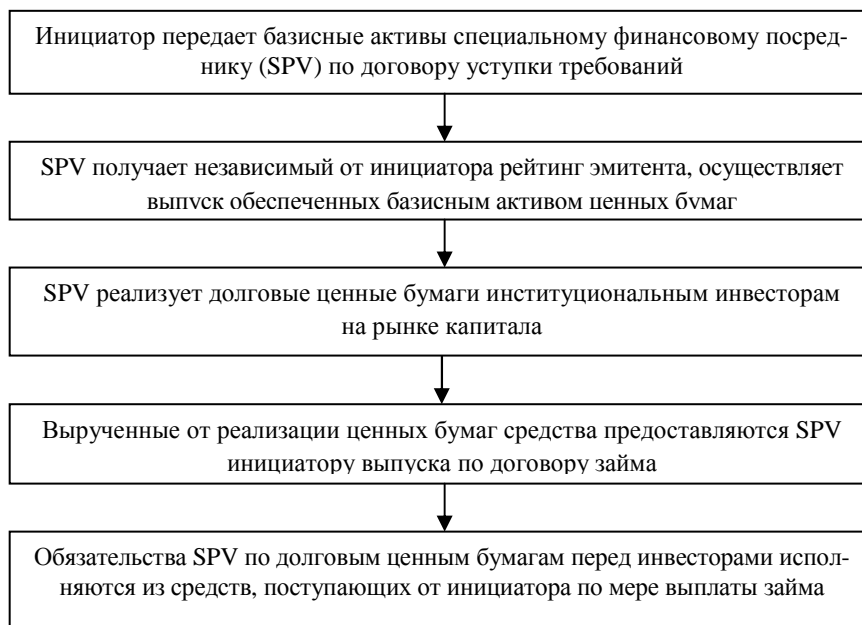 Инициатор передает базисные активы специальному финансовому посред-
нику (SPV) по договору уступки требований
SPV получает независимый от инициатора рейтинг эмитента, осуществляет
выпуск обеспеченных базисным активом ценных бумаг
SPV реализует долговые ценные бумаги институциональным инвесторам
на рынке капитала
Вырученные от реализации ценных бумаг средства предоставляются SPV
инициатору выпуска по договору займа
Обязательства SPV по долговым ценным бумагам перед инвесторами испол-
няются из средств, поступающих от инициатора по мере выплаты займа